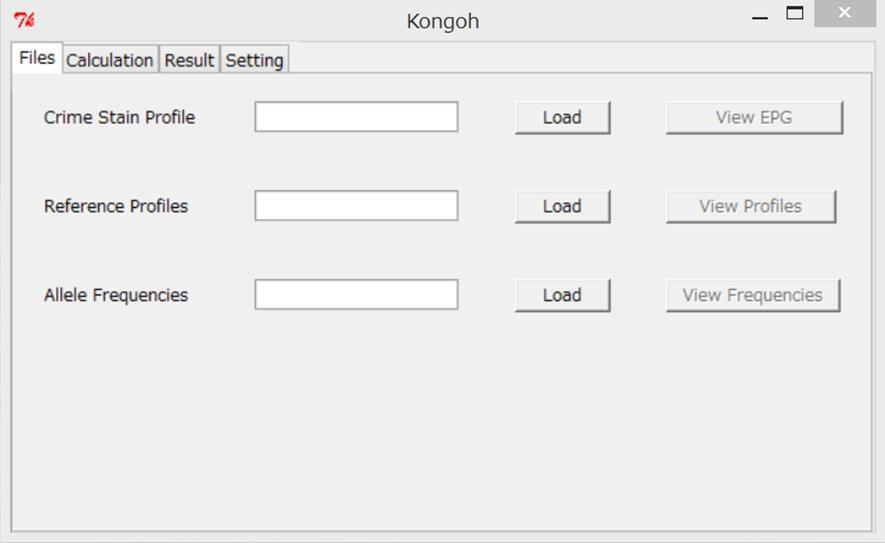 Kongoh
Files Calculation Result Setting
Crime Stain Profile Load View EPG
Reference Profiles Load View Profiles
Allele Frequencies Load View Frequencies